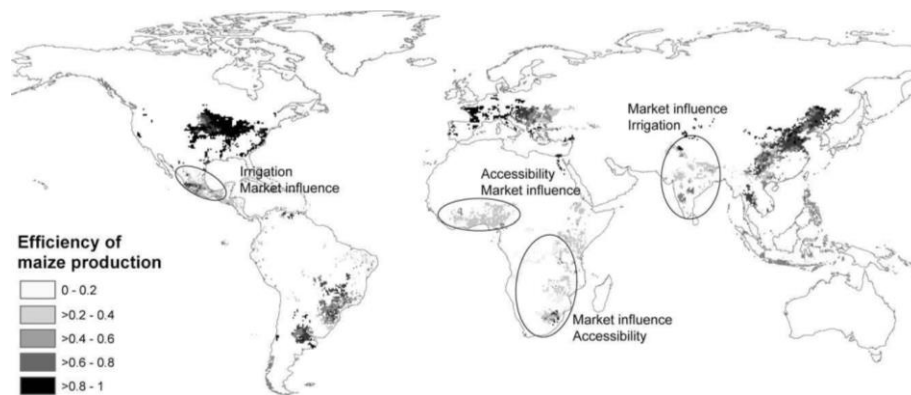 Market influence
Irrigation
Irrigation
Market influence
Accessibility
Market influence
Market influence
Accessibility
Efficiency of
maize production
0 - 0.2
>0.2 - 0.4
>0.4 - 0.6
>0.6 - 0.8
>0.8 - 1